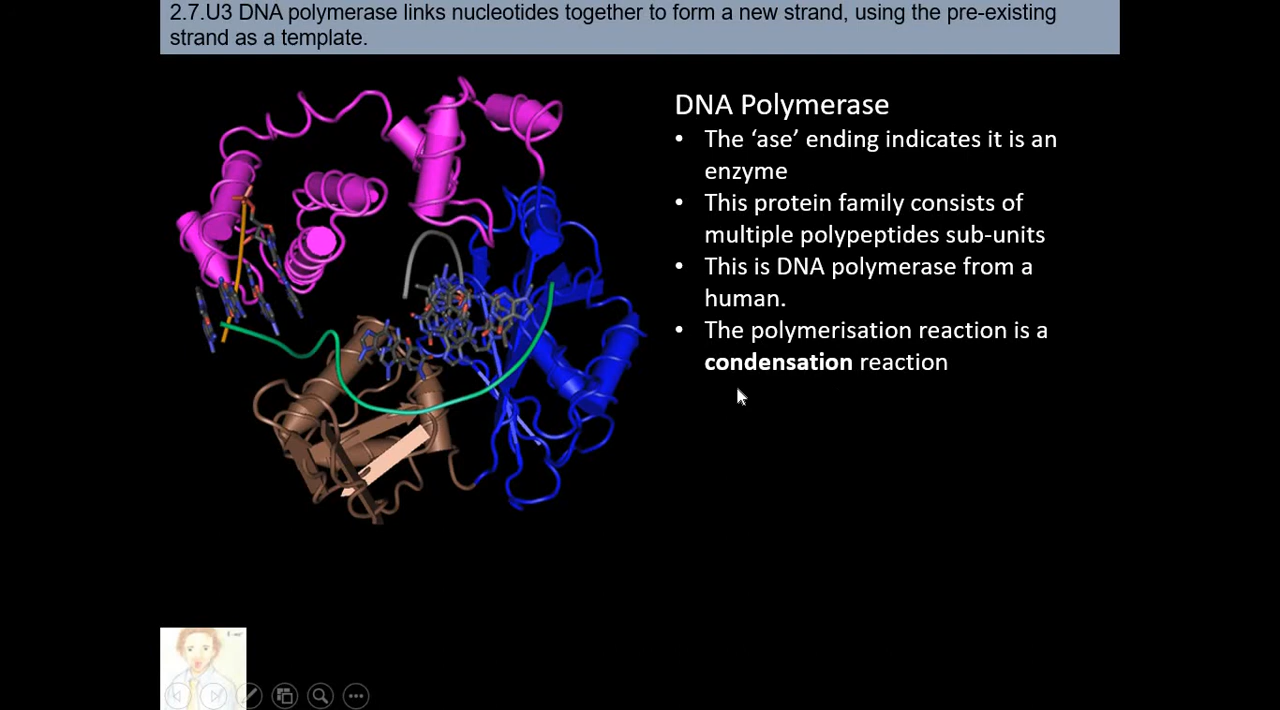 2.7.U3 DNA polymerase links nucleotides together to form a new strand, using the pre-existing
strand as a template.
DNA Polymerase
• The ‘ase’ ending indicates it is an
enzyme
• This protein family consists of
multiple polypeptides sub-units
• This is DNA polymerase from a
human.
• The polymerisation reaction is a
condensation reaction